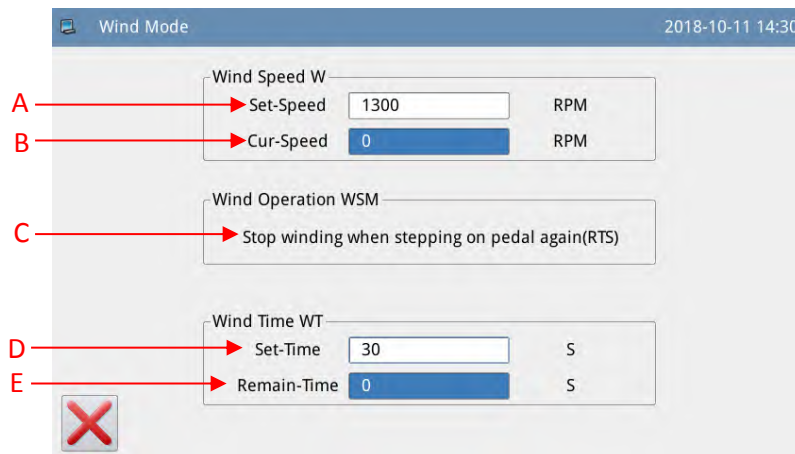 Wind Mode 2018-10-11 14:30
Wind Speed W
A Set-Speed 1300 RPM
B Cur-Speed 0 RPM
Wind Operation WSM
C Stop winding when stepping on pedal again(RTS)
Wind Time WT
D Set-Time 30 S
E Remain-Time 0 S